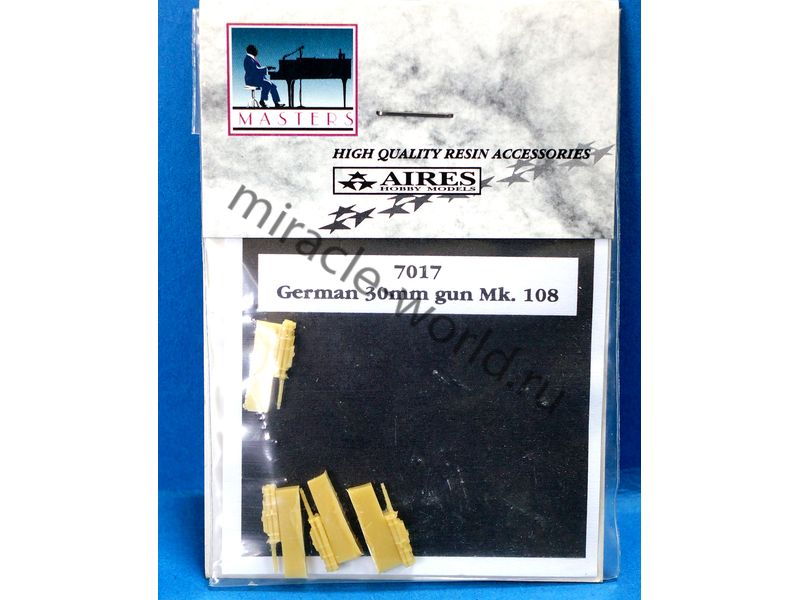 MASTERS
HIGH QUALITY RESIN ACCESSORIES
AIRES
HOBBY MODELS
7017
German 30mm gun Mk. 108
miracle-world.ru